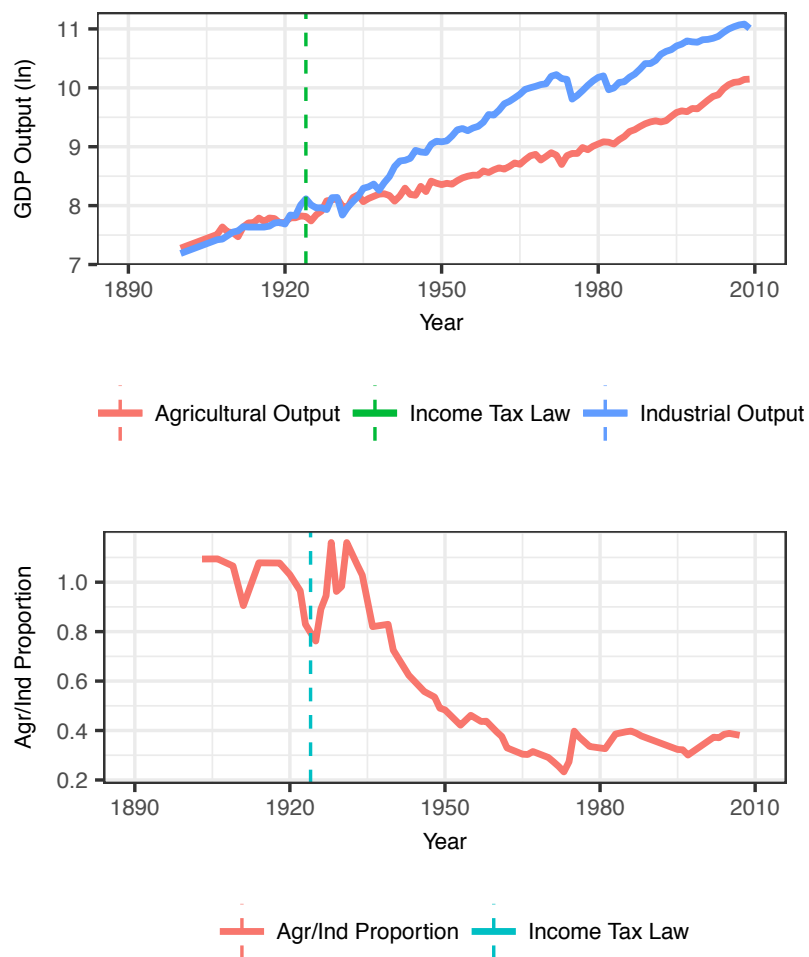 GDP Output (ln)
11
10
9
8
7
1890 1920 1950 1980 2010
Year
Agricultural Output Income Tax Law Industrial Output
Agr/Ind Proportion
1.0
0.8
0.6
0.4
0.2
1890 1920 1950 1980 2010
Year
Agr/Ind Proportion Income Tax Law